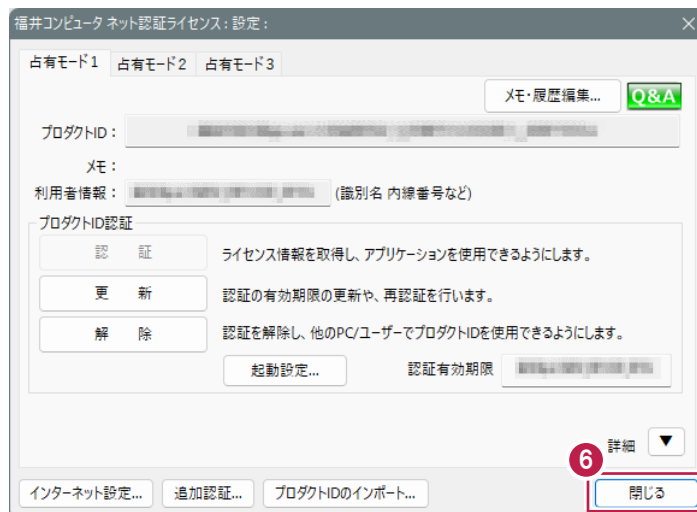 福井コンピュータ ネット認証ライセンス : 設定 :
占有モード1 占有モード2 占有モード3
メモ・履歴編集... Q&A
プロダクトID :
メモ :
利用者情報 : (識別名 内線番号など)
プロダクトID認証
認 証 ライセンス情報を取得し、アプリケーションを使用できるようにします。
更 新 認証の有効期限の更新や、再認証を行います。
解 除 認証を解除し、他のPC/ユーザーでプロダクトIDを使用できるようにします。
起動設定... 認証有効期限
詳細 ▼
6
インターネット設定... 追加認証... プロダクトIDのインポート... 閉じる